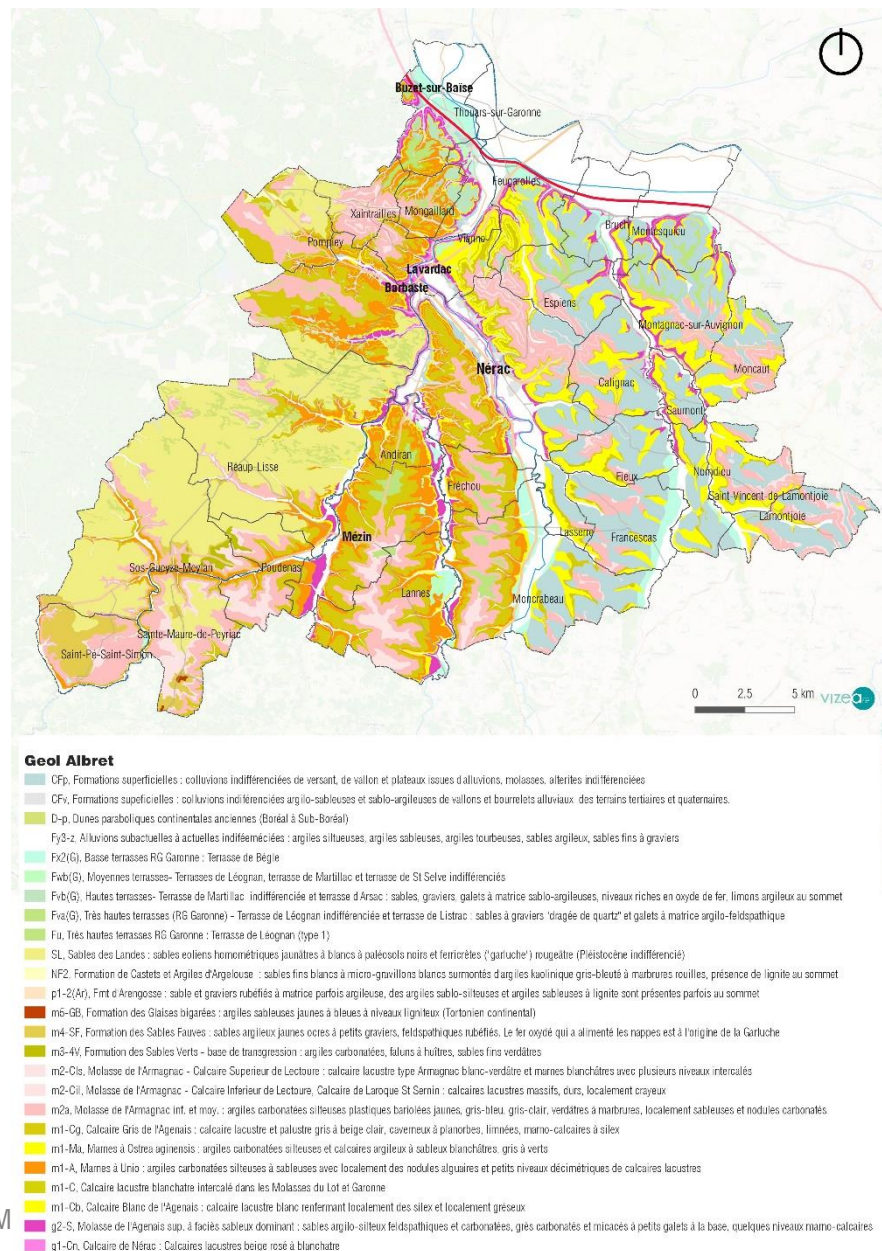 Buzet-sur-Baïse
Thouars-sur-Garonne
Feugarolles
Xaintrailles
Mongaillard
Bruch
Montesquieu
Vianne
Pompiey
Lavardac
Barbaste
Espiens
Montagnac-sur-Auvignon
Nérac
Moncaut
Calignac
Saumont
Andiran
Réaup-Lisse
Fréchou
Fieux
Nomdieu
Saint-Vincent-de-Lamontjoie
Lamontjoie
Mézin
Lasserre
Francescas
Sos-Gueyze-Meylan
Poudenas
Lannes
Moncrabeau
Sainte-Maure-de-Peyriac
Saint-Pé-Saint-Simon
0 2.5 5 km vizea
Geol Albret
CFp, Formations superficielles : colluvions indifférenciées de versant, de vallon et plateaux issues d'alluvions, molasses, alterites indifférenciées
CFv, Formations supeficielles : colluvions indiférenciées argilo-sableuses et sablo-argileuses de vallons et bourrelets alluviaux des terrains tertiaires et quaternaires.
D-p, Dunes paraboliques continentales anciennes (Boréal à Sub-Boréal)
Fy3-z, Alluvions subactuelles à actuelles : argiles silteuses, argiles sableuses, argiles tourbeuses, sables argileux, sables fins à graviers
Fx2(G), Basse terrasses RG Garonne : Terrasse de Bègle
Fwb(G), Moyennes terrasses- Terrasses de Léognan, terrasse de Martillac et terrasse de St Selve indifférenciés
Fvb(G), Hautes terrasses- Terrasse de Martillac indifférenciée et terrasse d'Arsac : sables, graviers, galets à matrice sablo-argileuses, niveaux riches en oxyde de fer, limons argileux au sommet
Fva(G), Très hautes terrasses (RG Garonne) - Terrasse de Léognan indifférenciée et terrasse de Listrac : sables à graviers "dragée de quartz" et galets à matrice argilo-feldspathique
Fu, Très hautes terrasses RG Garonne : Terrasse de Léognan (type 1)
SL, Sables des Landes : sables eoliens homométriques jaunâtres à blancs à paléosols noirs et ferricrètes ("garluche") rougeâtre (Pléistocène indifférencié)
NF2, Formation de Castets et Argiles d'Argelouse : sables fins blancs à micro-gravillons blancs surmontés d'argiles kaolinique gris-bleuté à marbrures rouilles, présence de lignite au sommet
p1-2(Ar), Fmt d'Arengosse : sable et graviers rubéfiés à matrice parfois argileuse, des argiles sablo-silteuses et argiles sableuses à lignite sont présentes parfois au sommet
m5-GB, Formation des Glaises bigarées : argiles sableuses jaunes à bleues à niveaux ligniteux (Tortonien continental)
m4-SF, Formation des Sables Fauves : sables argileux jaunes ocres à petits graviers, feldspathiques rubéfiés. Le fer oxydé qui a alimenté les nappes est à l'origine de la Garluche
m3-4V, Formation des Sables Verts - base de transgression : argiles carbonatées, faluns à huîtres, sables fins verdâtres
m2-Cls, Molasse de l'Armagnac - Calcaire Superieur de Lectoure : calcaire lacustre type Armagnac blanc-verdâtre et marnes blanchâtres avec plusieurs niveaux intercalés
m2-Cil, Molasse de l'Armagnac - Calcaire Inferieur de Lectoure, Calcaire de Laroque St Sernin : calcaires lacustres massifs, durs, localement crayeux
m2a, Molasse de l'Armagnac inf. et moy. : argiles carbonatées silteuses plastiques bariolées jaunes, gris-bleu, gris-clair, verdâtres à marbrures, localement sableuses et nodules carbonatés
m1-Cg, Calcaire Gris de l'Agenais : calcaire lacustre et palustre gris à beige clair, caverneux à planorbes, limnées, marno-calcaires à silex
m1-Ma, Marnes à Ostrea aginensis : argiles carbonatées silteuses et calcaires argileux à sableux blanchâtres, gris à verts
m1-A, Marnes à Unio : argiles carbonatées silteuses à sableuses avec localement des nodules alguaires et petits niveaux décimétriques de calcaires lacustres
m1-C, Calcaire lacustre blanchatre intercalé dans les Molasses du Lot et Garonne
m1-Cb, Calcaire Blanc de l'Agenais : calcaire lacustre blanc renfermant localement des silex et localement gréseux
M
g2-S, Molasse de l'Agenais sup. à faciès sableux dominant : sables argilo-silteux feldspathiques et carbonatées, grès carbonatés et micacés à petits galets à la base, quelques niveaux marno-calcaires
g1-Cn, Calcaire de Nérac : Calcaires lacustres beige rosé à blanchatre